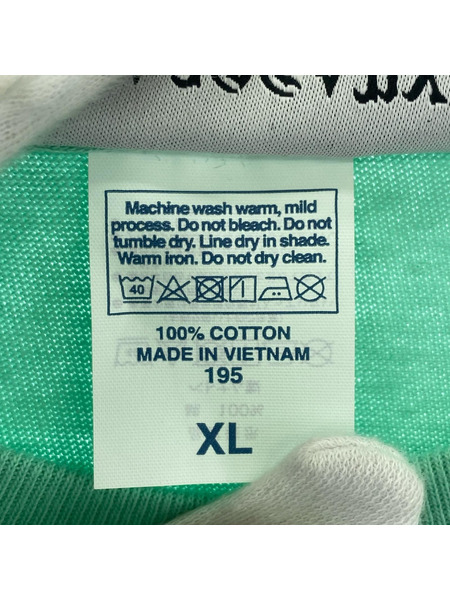 Machine wash warm, mild
process. Do not bleach. Do not
tumble dry. Line dry in shade.
Warm iron. Do not dry clean.
40
100% COTTON
MADE IN VIETNAM
195
XL